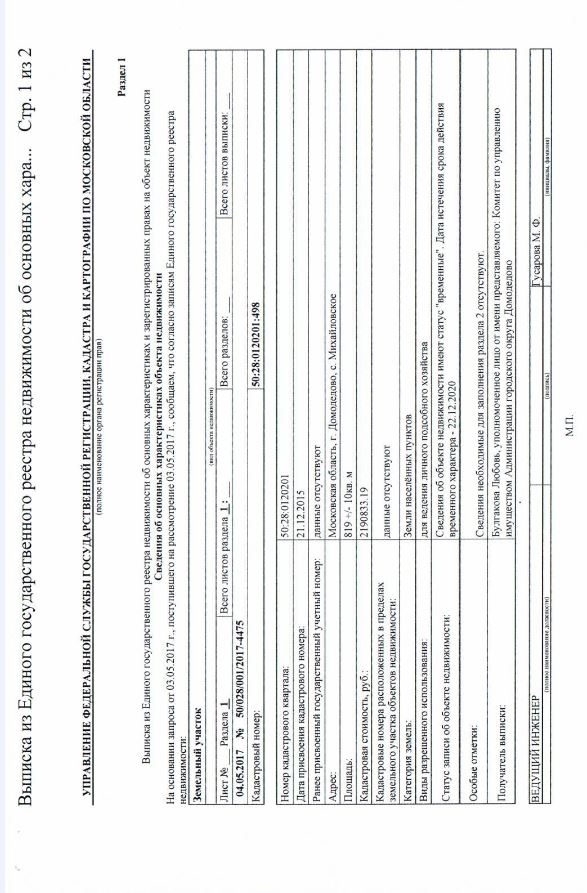 Выписка из Единого государственного реестра недвижимости об основных хара... Стр. 1 из 2
УПРАВЛЕНИЕ ФЕДЕРАЛЬНОЙ СЛУЖБЫ ГОСУДАРСТВЕННОЙ РЕГИСТРАЦИИ, КАДАСТРА И КАРТОГРАФИИ ПО МОСКОВСКОЙ ОБЛАСТИ
(полное наименование органа регистрации прав)
Раздел 1
Выписка из Единого государственного реестра недвижимости об основных характеристиках и зарегистрированных правах на объект недвижимости
Сведения об основных характеристиках объекта недвижимости
На основании запроса от 03.05.2017 г., поступившего на рассмотрение 03.05.2017 г., сообщаем, что согласно записям Единого государственного реестра
недвижимости:
Земельный участок
(вид объекта недвижимости)
Лист № ___ Раздела 1 Всего листов раздела 1 : ___ Всего разделов: ___ Всего листов выписки: ___
04.05.2017 № 50/028/001/2017-4475
Кадастровый номер: 50:28:0120201:498
Номер кадастрового квартала: 50:28:0120201
Дата присвоения кадастрового номера: 21.12.2015
Ранее присвоенный государственный учетный номер: данные отсутствуют
Адрес: Московская область, г. Домодедово, с. Михайловское
Площадь: 819 +/- 10кв. м
Кадастровая стоимость, руб.: 2190833.19
Кадастровые номера расположенных в пределах
земельного участка объектов недвижимости: данные отсутствуют
Категория земель: Земли населённых пунктов
Виды разрешенного использования: для ведения личного подсобного хозяйства
Статус записи об объекте недвижимости: Сведения об объекте недвижимости имеют статус "временные". Дата истечения срока действия
временного характера - 22.12.2020
Особые отметки: Сведения необходимые для заполнения раздела 2 отсутствуют.
Получатель выписки: Булгакова Любовь, уполномоченное лицо от имени представляемого: Комитет по управлению
имуществом Администрации городского округа Домодедово
ВЕДУЩИЙ ИНЖЕНЕР Гусарова М. Ф.
(полное наименование должности) (подпись) (инициалы, фамилия)
М.П.